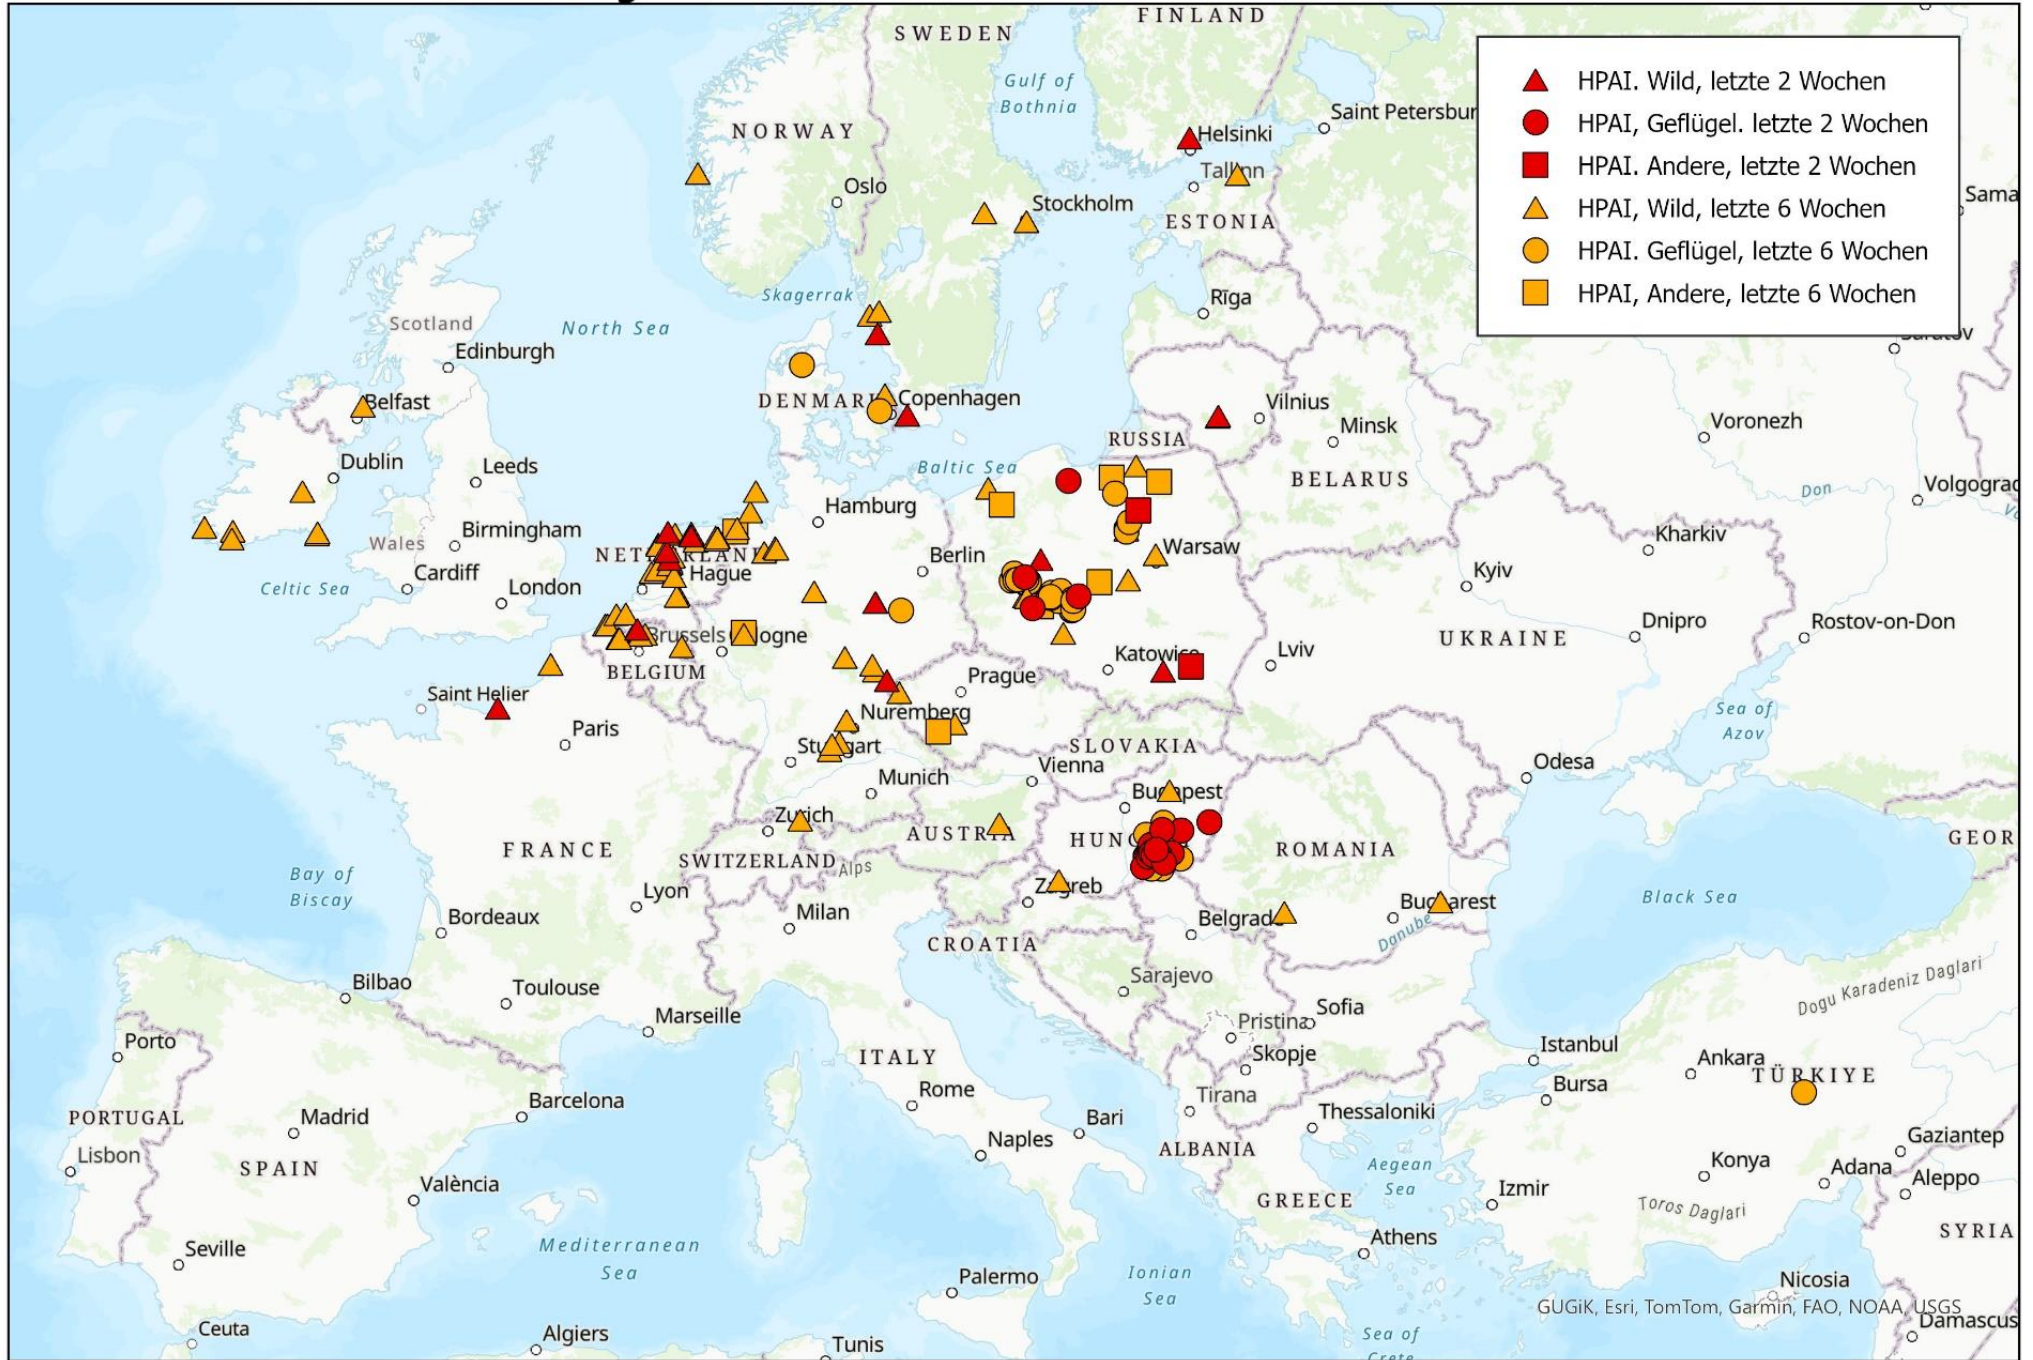 SWEDEN
FINLAND
Gulf of
Bothnia
NORWAY
Helsinki
Saint Petersbur
Tallinn
Oslo
Stockholm
ESTONIA
Sama
HPAI. Wild, letzte 2 Wochen
HPAI, Geflügel. letzte 2 Wochen
HPAI. Andere, letzte 2 Wochen
HPAI, Wild, letzte 6 Wochen
HPAI. Geflügel, letzte 6 Wochen
HPAI, Andere, letzte 6 Wochen
Skagerrak
Rīga
Scotland
North Sea
Edinburgh
Saratov
Belfast
DENMARK
Copenhagen
Vilnius
Minsk
Voronezh
RUSSIA
Dublin
Leeds
Baltic Sea
BELARUS
Don
Volgograd
Hamburg
Birmingham
Wales
NETHERLANDS
Berlin
Warsaw
Kharkiv
Cardiff
Hague
Kyiv
Celtic Sea
London
Dnipro
Rostov-on-Don
Brussels
Cologne
UKRAINE
BELGIUM
Katowice
Lviv
Prague
Saint Helier
Nuremberg
Sea of
Azov
Paris
Stuttgart
SLOVAKIA
Vienna
Odesa
Munich
Budapest
Zurich
AUSTRIA
HUNG
FRANCE
SWITZERLAND
Alps
ROMANIA
GEOR
Bay of
Biscay
Lyon
Zagreb
Black Sea
Bordeaux
Milan
Belgrade
Bucharest
Danube
CROATIA
Sarajevo
Bilbao
Toulouse
Dogu Karadeniz Daglari
Marseille
Sofia
Pristina
Porto
Istanbul
Skopje
ITALY
Ankara
TÜRKIYE
Rome
Bursa
Barcelona
Tirana
PORTUGAL
Madrid
Bari
Thessaloniki
Naples
ALBANIA
Gaziantep
Lisbon
SPAIN
Aegean
Sea
Konya
Adana
Aleppo
València
Izmir
GREECE
Toros Daglari
SYRIA
Seville
Mediterranean
Sea
Athens
Palermo
Ionian
Sea
Nicosia
GUGiK, Esri, TomTom, Garmin, FAO, NOAA, USGS
Ceuta
Algiers
Tunis
Sea of
Crete
Damascus